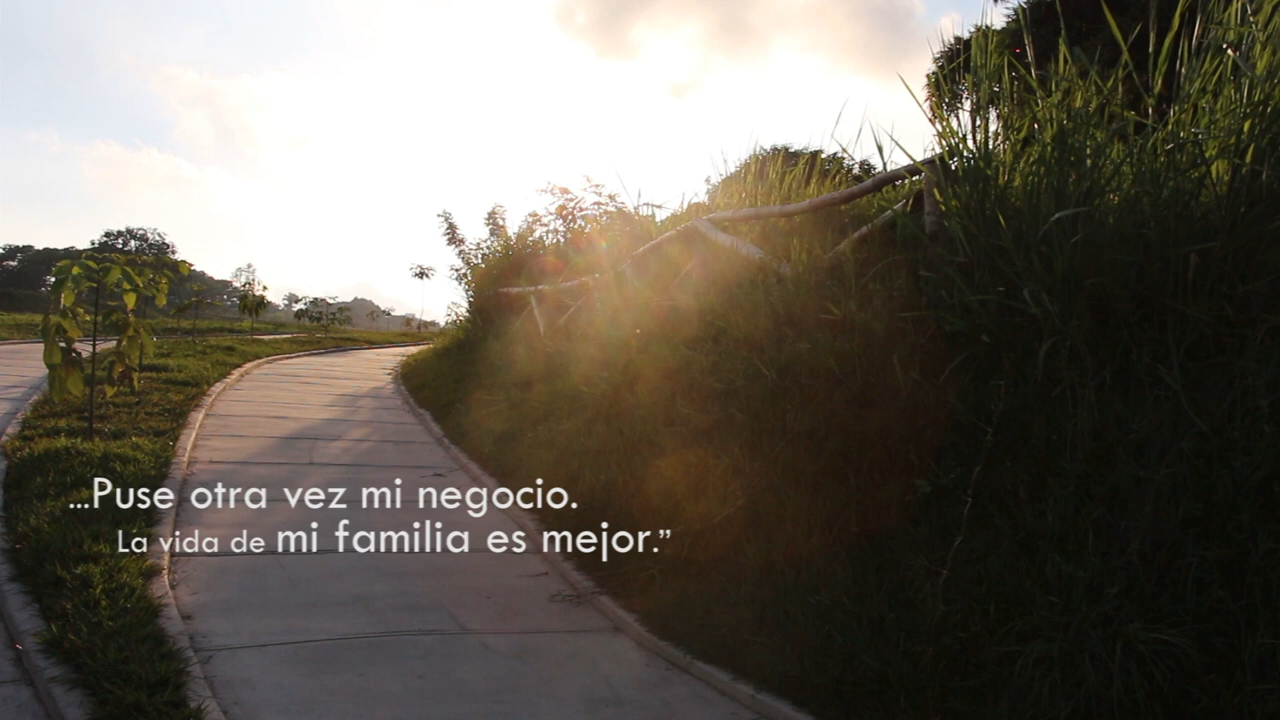 ...Puse otra vez mi negocio.
La vida de mi familia es mejor.”